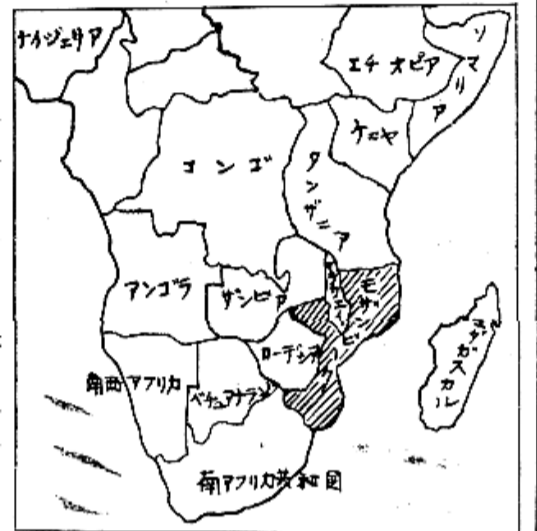 ナイジェリア
エチオピア
ソマリア
ケニヤ
コンゴ
タンザニア
アンゴラ
ザンビア
マラウエイ
モザンビーク
ローデシア
マダガスカル
南西アフリカ
ベチュアナランド
南アフリカ共和国